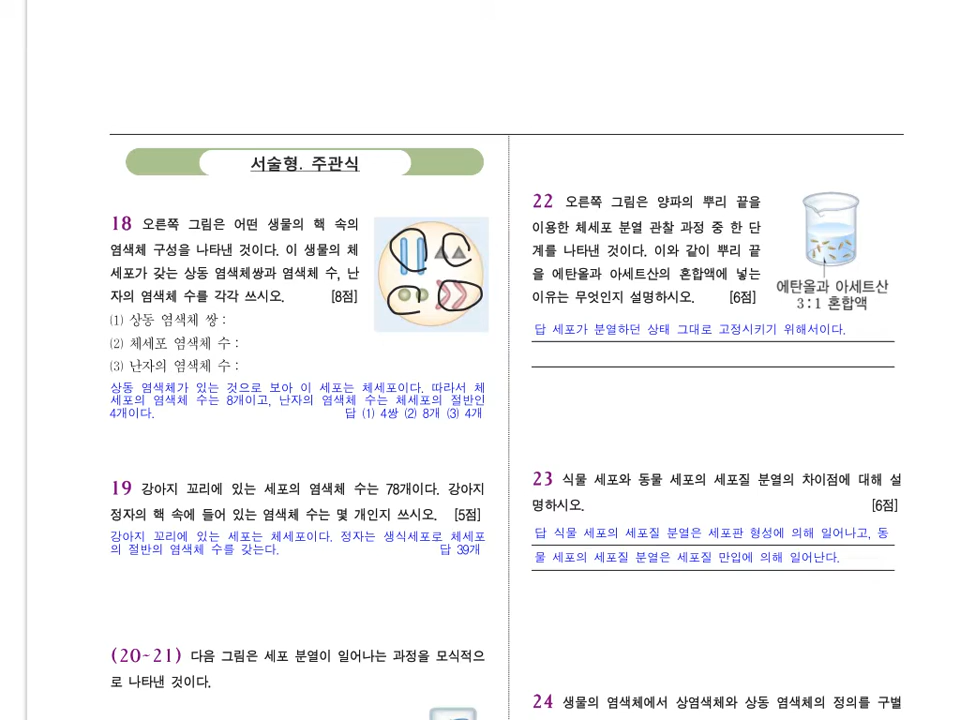 서술형. 주관식
18 오른쪽 그림은 어떤 생물의 핵 속의
염색체 구성을 나타낸 것이다. 이 생물의 체
세포가 갖는 상동 염색체쌍과 염색체 수, 난
자의 염색체 수를 각각 쓰시오. [8점]
(1) 상동 염색체 쌍 :
(2) 체세포 염색체 수 :
(3) 난자의 염색체 수 :
상동 염색체가 있는 것으로 보아 이 세포는 체세포이다. 따라서 체
세포의 염색체 수는 8개이고, 난자의 염색체 수는 체세포의 절반인
4개이다. 답 (1) 4쌍 (2) 8개 (3) 4개
19 강아지 꼬리에 있는 세포의 염색체 수는 78개이다. 강아지
정자의 핵 속에 들어 있는 염색체 수는 몇 개인지 쓰시오. [5점]
강아지 꼬리에 있는 세포는 체세포이다. 정자는 생식세포로 체세포
의 절반의 염색체 수를 갖는다. 답 39개
(20~21) 다음 그림은 세포 분열이 일어나는 과정을 모식적으
로 나타낸 것이다.
22 오른쪽 그림은 양파의 뿌리 끝을
이용한 체세포 분열 관찰 과정 중 한 단
계를 나타낸 것이다. 이와 같이 뿌리 끝
을 에탄올과 아세트산의 혼합액에 넣는
이유는 무엇인지 설명하시오. [6점]
에탄올과 아세트산
3:1 혼합액
답 세포가 분열하던 상태 그대로 고정시키기 위해서이다.
23 식물 세포와 동물 세포의 세포질 분열의 차이점에 대해 설
명하시오. [6점]
답 식물 세포의 세포질 분열은 세포판 형성에 의해 일어나고, 동
물 세포의 세포질 분열은 세포질 만입에 의해 일어난다.
24 생물의 염색체에서 상염색체와 상동 염색체의 정의를 구별